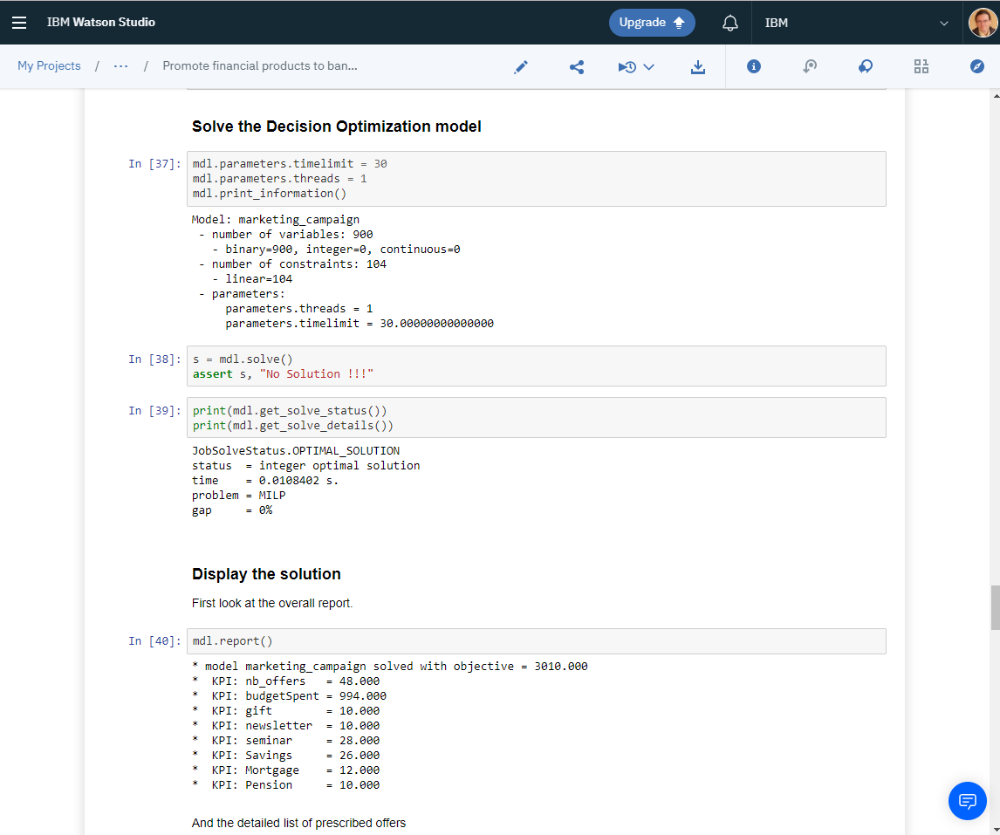 IBM Watson Studio
Upgrade
IBM
My Projects / ... / Promote financial products to ban...
Solve the Decision Optimization model
In [37]: mdl.parameters.timelimit = 30
mdl.parameters.threads = 1
mdl.print_information()
Model: marketing_campaign
- number of variables: 900
- binary=900, integer=0, continuous=0
- number of constraints: 104
- linear=104
- parameters:
parameters.threads = 1
parameters.timelimit = 30.00000000000000
In [38]: s = mdl.solve()
assert s, "No Solution !!!"
In [39]: print(mdl.get_solve_status())
print(mdl.get_solve_details())
JobSolveStatus.OPTIMAL_SOLUTION
status  = integer optimal solution
time    = 0.0108402 s.
problem = MILP
gap     = 0%
Display the solution
First look at the overall report.
In [40]: mdl.report()
* model marketing_campaign solved with objective = 3010.000
*  KPI: nb_offers   = 48.000
*  KPI: budgetSpent = 994.000
*  KPI: gift        = 10.000
*  KPI: newsletter  = 10.000
*  KPI: seminar     = 28.000
*  KPI: Savings     = 26.000
*  KPI: Mortgage    = 12.000
*  KPI: Pension     = 10.000
And the detailed list of prescribed offers